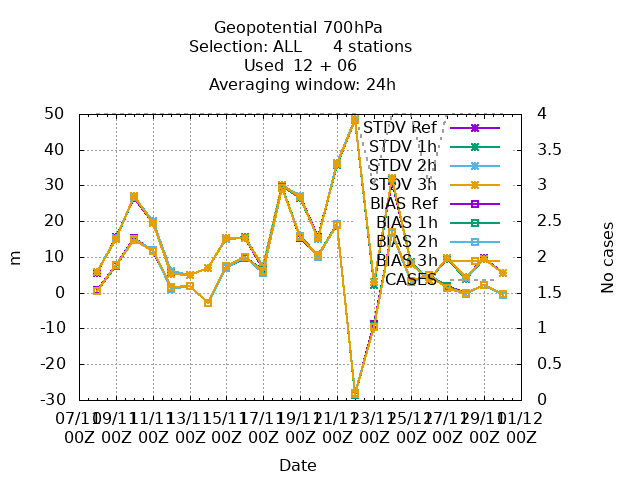 Geopotential 700hPa
Selection: ALL 4 stations
Used 12 + 06
Averaging window: 24h
50
40
30
20
10
0
-10
-20
-30
4
3.5
3
2.5
2
1.5
1
0.5
0
m
No cases
STDV Ref
STDV 1h
STDV 2h
STDV 3h
BIAS Ref
BIAS 1h
BIAS 2h
BIAS 3h
CASES
07/11 09/11 11/11 13/11 15/11 17/11 19/11 21/11 23/11 25/11 27/11 29/11 01/12
00Z 00Z 00Z 00Z 00Z 00Z 00Z 00Z 00Z 00Z 00Z 00Z 00Z
Date